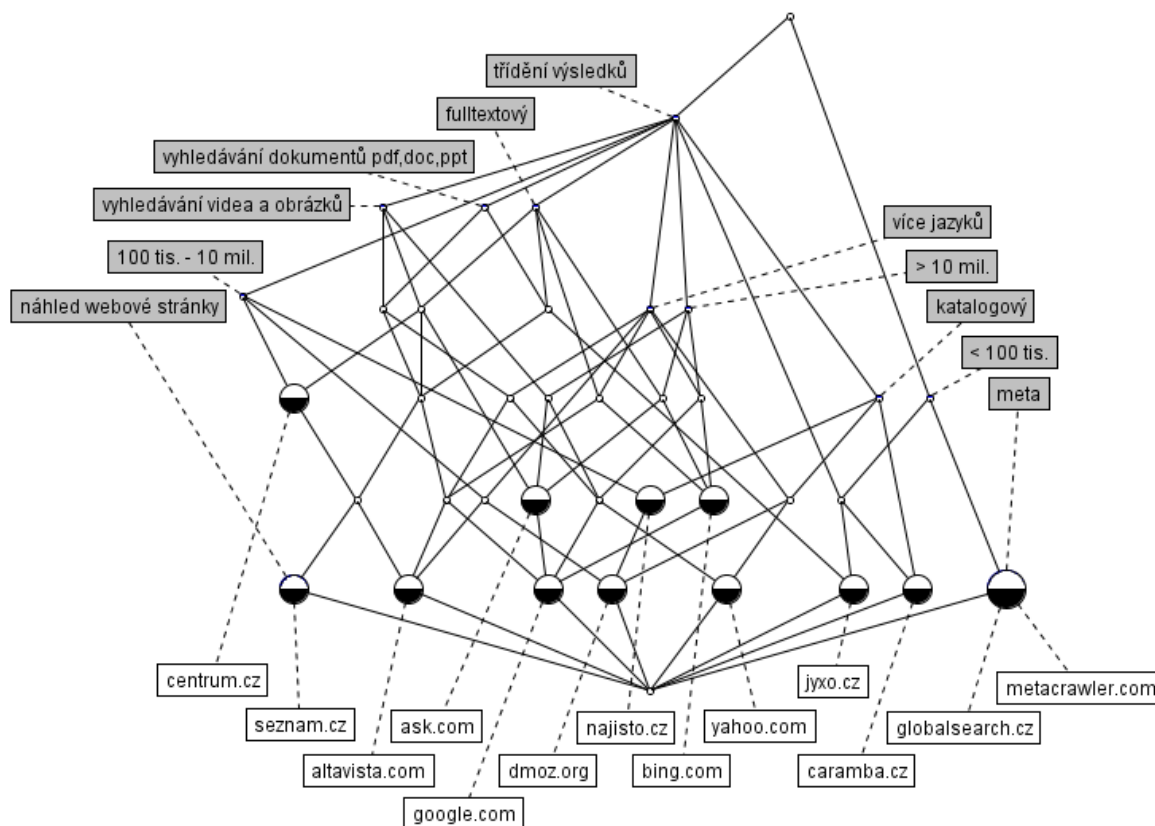 třídění výsledků
fulltextový
vyhledávání dokumentů pdf,doc,ppt
vyhledávání videa a obrázků
více jazyků
100 tis. - 10 mil.
> 10 mil.
náhled webové stránky
katalogový
< 100 tis.
meta
centrum.cz
jyxo.cz
metacrawler.com
seznam.cz
ask.com
najisto.cz
yahoo.com
globalsearch.cz
altavista.com
dmoz.org
bing.com
caramba.cz
google.com